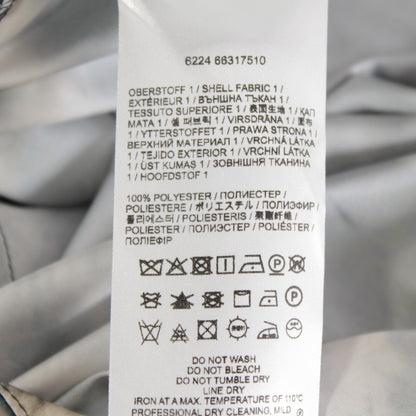 6224 66317510
OBERSTOFF 1 / SHELL FABRIC 1 /
EXTÉRIEUR 1 / ВЪНШНА ТЪКАН 1 /
TESSUTO SUPERIORE 1 / 表面生地 1 / ҚАП
МАТА 1 / 쉘 패브릭 1 / VIRSDRĀNA 1 / 面布
1 / YTTERSTOFFET 1 / PRAWA STRONA 1 /
ВЕРХНИЙ МАТЕРИАЛ 1 / VRCHNÁ LÁTKA
1 / TEJIDO EXTERIOR 1 / VRCHNÍ LÁTKA
1 / ÜST KUMAŞ 1 / ЗОВНІШНЯ ТКАНИНА
1 / HOOFDSTOF 1
100% POLYESTER / ПОЛИЕСТЕР /
POLIESTERE / ポリエステル / POLIESTER /
폴리에스터 / POLIESTERIS / 聚酯纤维 /
POLIESTER / ПОЛИЭСТЕР / POLIÉSTER /
ПОЛІЕФІР
DO NOT WASH
DO NOT BLEACH
DO NOT TUMBLE DRY
LINE DRY
IRON AT A MAX. TEMPERATURE OF 110°C
PROFESSIONAL DRY CLEANING, MILD